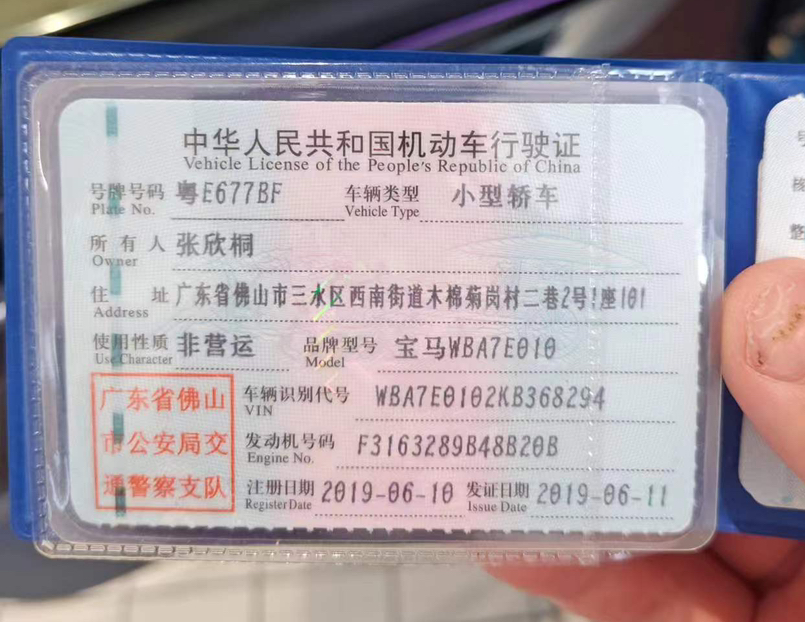 中华人民共和国机动车行驶证
Vehicle License of the People's Republic of China
号牌号码 粤E677BF 车辆类型 小型轿车
Plate No. Vehicle Type
所有人 张欣桐
Owner
住址 广东省佛山市三水区西南街道木棉菊岗村二巷2号1座101
Address
使用性质 非营运 品牌型号 宝马WBA7E010
Use Character Model
广东省佛山
市公安局交
通警察支队
车辆识别代号 WBA7E0102KB368294
VIN
发动机号码 F3163289B48B20B
Engine No.
注册日期 2019-06-10 发证日期 2019-06-11
Register Date Issue Date
号
核
整